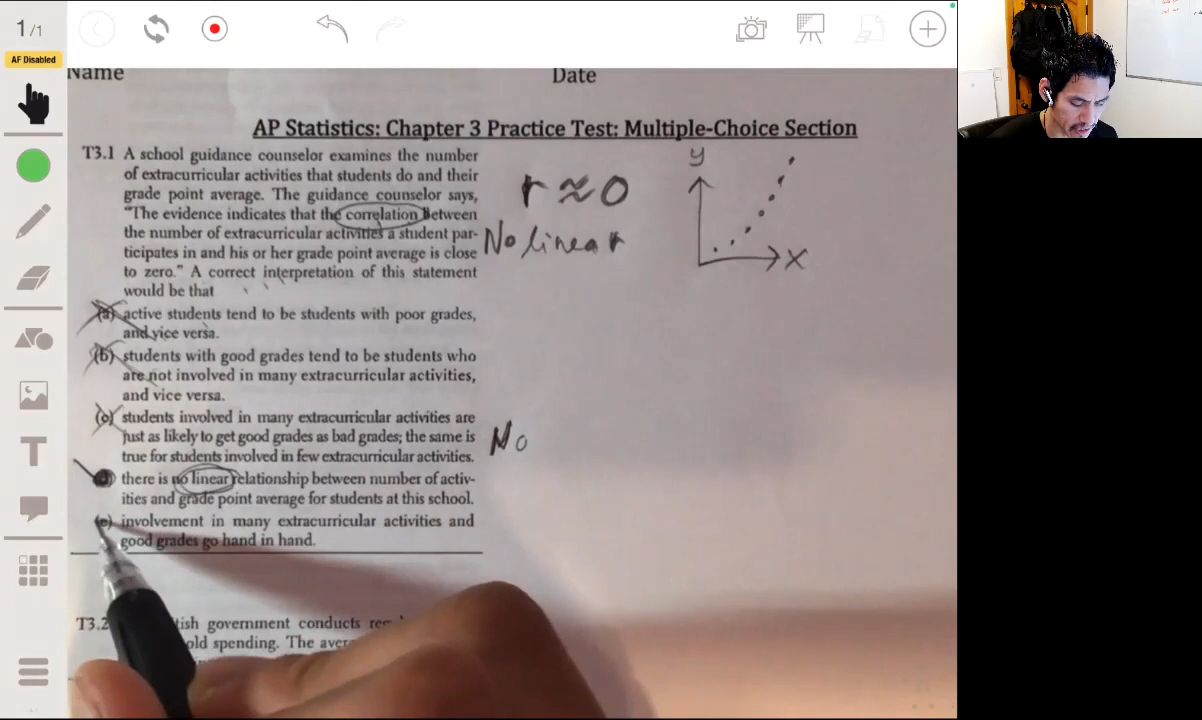 1/1
AF Disabled
Name
Date
AP Statistics: Chapter 3 Practice Test: Multiple-Choice Section
T3.1 A school guidance counselor examines the number
of extracurricular activities that students do and their
grade point average. The guidance counselor says,
"The evidence indicates that the correlation between
the number of extracurricular activities a student par-
ticipates in and his or her grade point average is close
to zero." A correct interpretation of this statement
would be that
(a) active students tend to be students with poor grades,
and vice versa.
(b) students with good grades tend to be students who
are not involved in many extracurricular activities,
and vice versa.
(c) students involved in many extracurricular activities are
just as likely to get good grades as bad grades; the same is
true for students involved in few extracurricular activities.
(d) there is no linear relationship between number of activ-
ities and grade point average for students at this school.
(e) involvement in many extracurricular activities and
good grades go hand in hand.
r ≈ 0
No linear
y
x
No
T3.2
tish government conducts
old spending. The
T